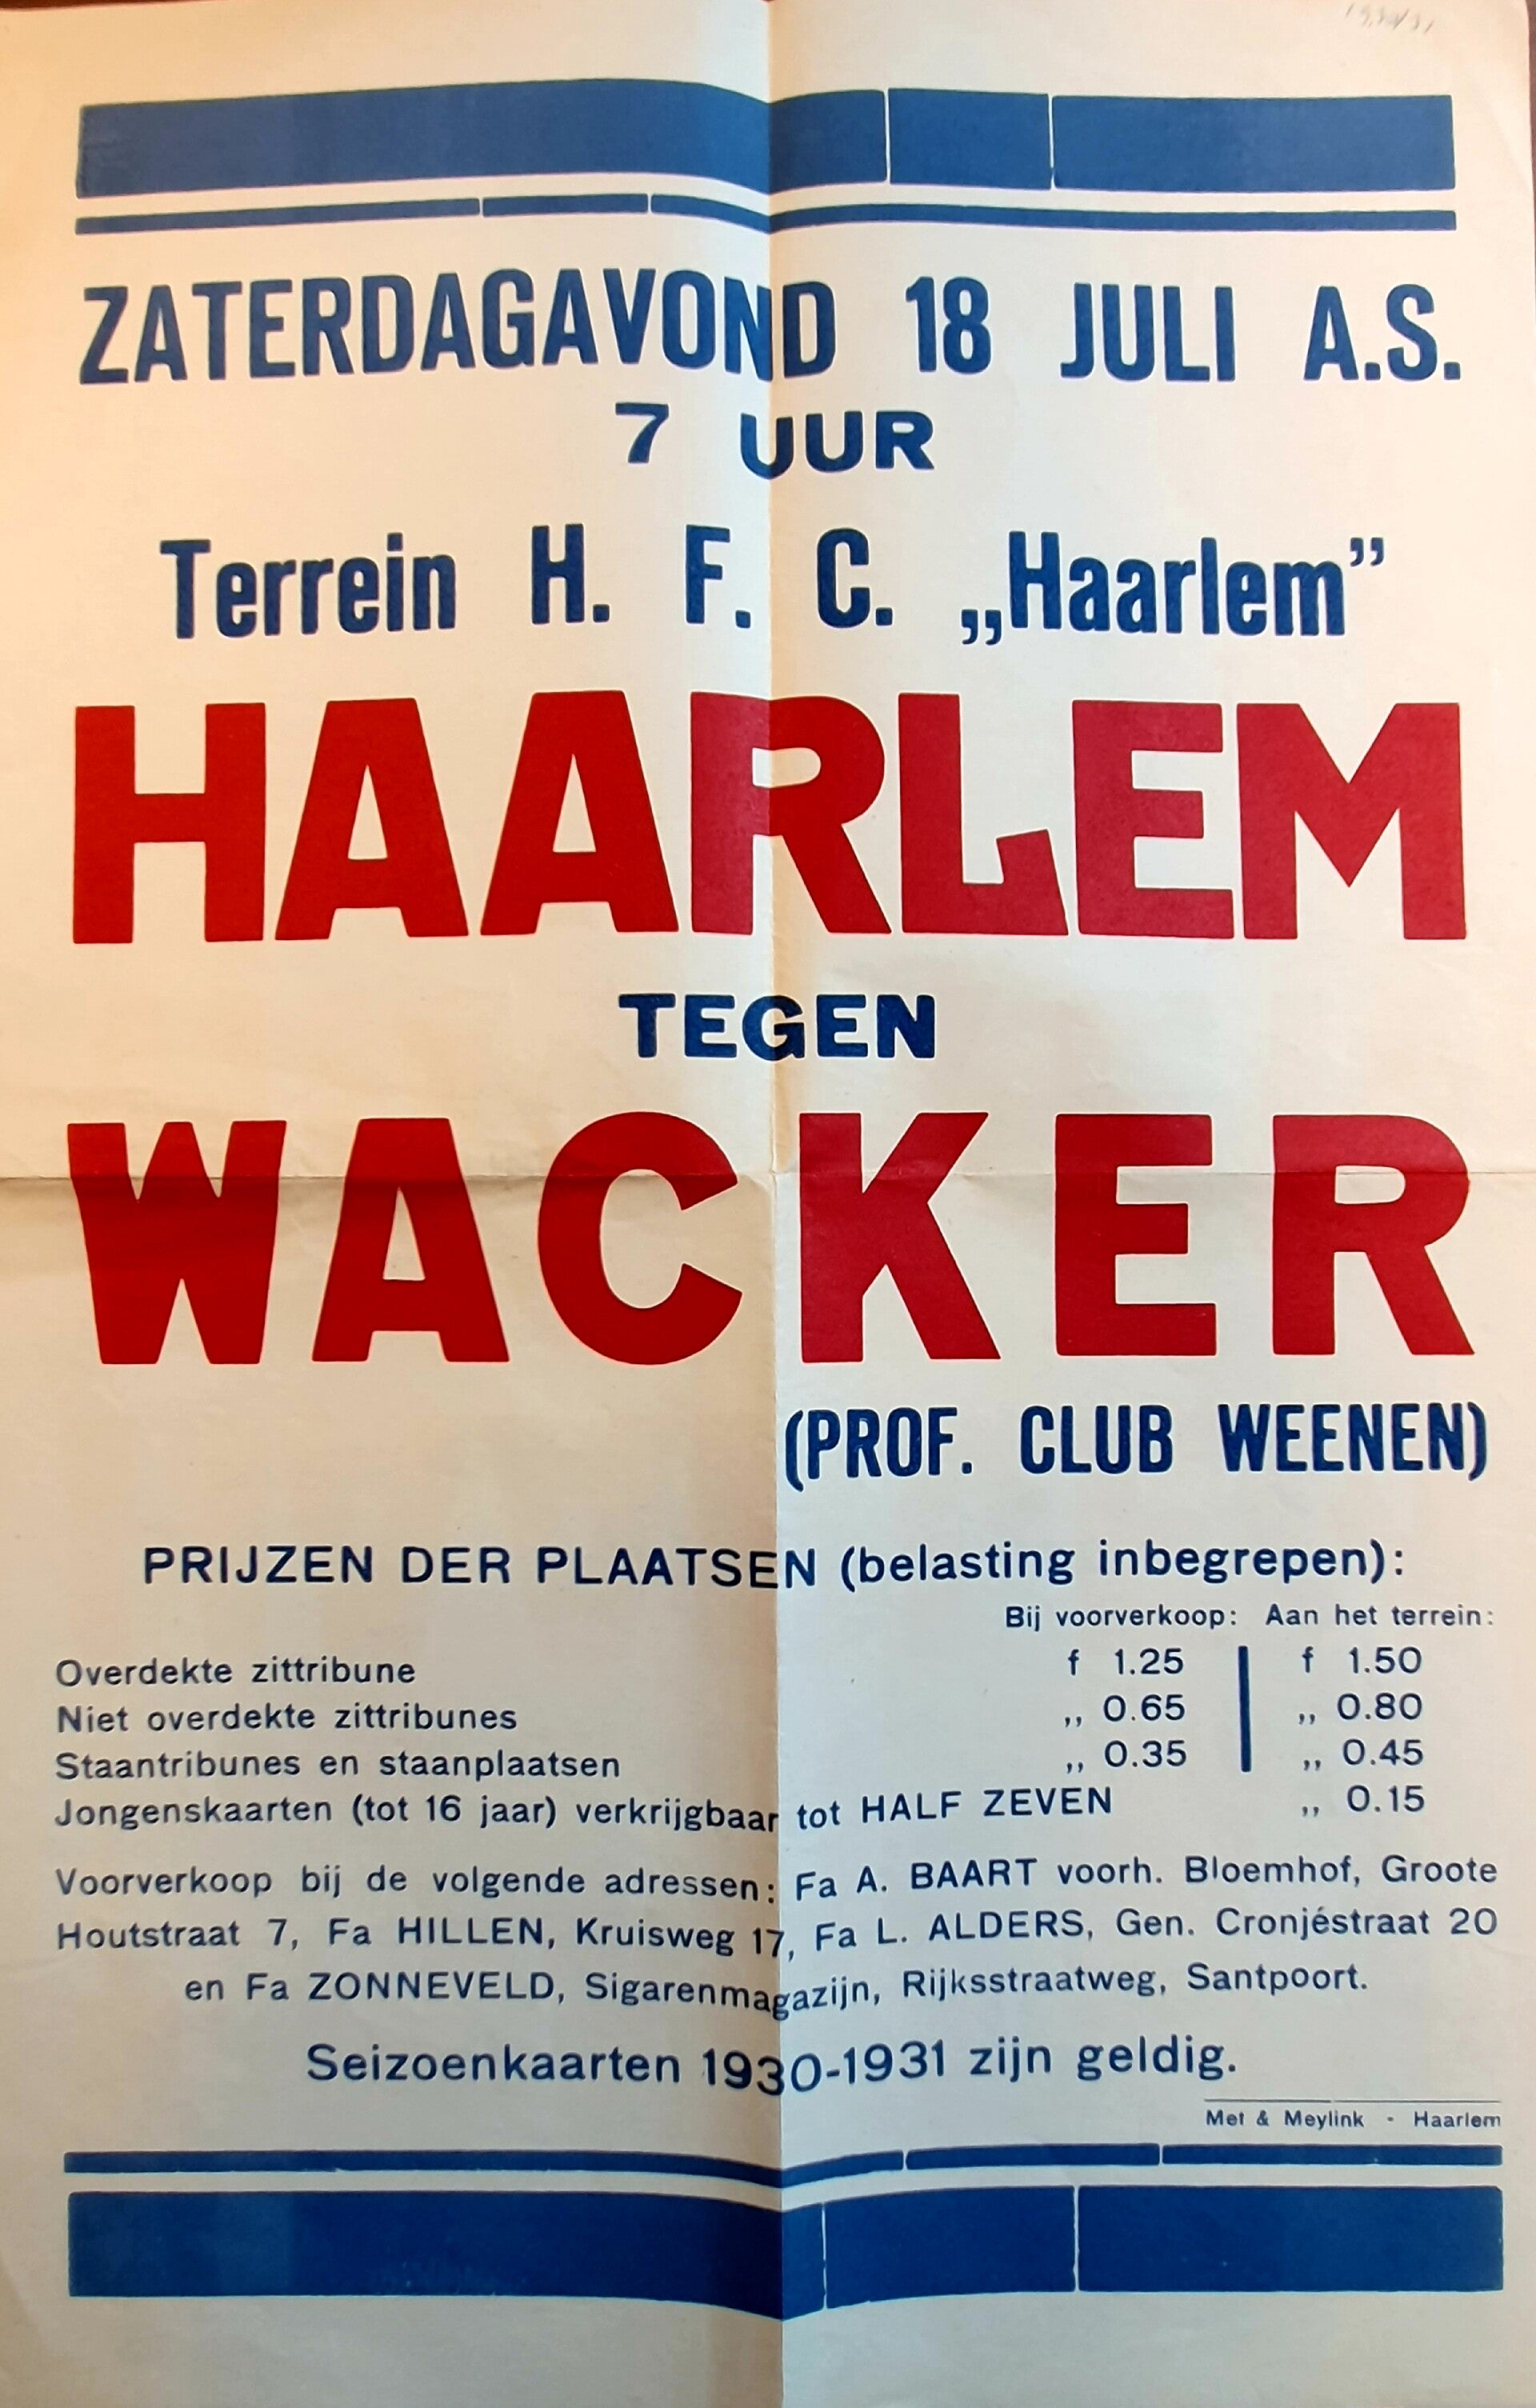 ZATERDAGAVOND 18 JULI A.S.
7 UUR
Terrein H. F. C. „Haarlem”
HAARLEM
TEGEN
WACKER
(PROF. CLUB WEENEN)
PRIJZEN DER PLAATSEN (belasting inbegrepen):
Bij voorverkoop: Aan het terrein:
Overdekte zittribune f 1.25 f 1.50
Niet overdekte zittribunes „ 0.65 „ 0.80
Staantribunes en staanplaatsen „ 0.35 „ 0.45
Jongenskaarten (tot 16 jaar) verkrijgbaar tot HALF ZEVEN „ 0.15
Voorverkoop bij de volgende adressen: Fa A. BAART voorh. Bloemhof, Groote
Houtstraat 7, Fa HILLEN, Kruisweg 17, Fa L. ALDERS, Gen. Cronjéstraat 20
en Fa ZONNEVELD, Sigarenmagazijn, Rijksstraatweg, Santpoort.
Seizoenkaarten 1930-1931 zijn geldig.
Met & Meylink - Haarlem